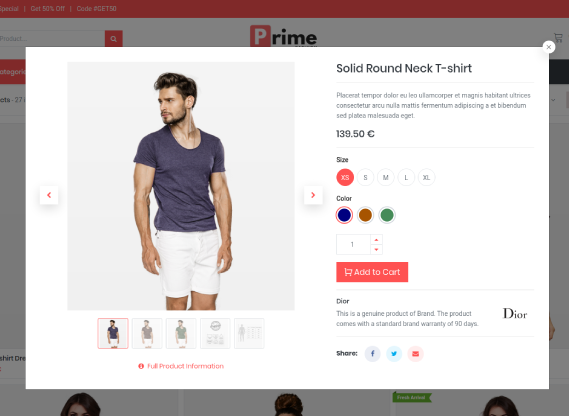 Special | Get 50% Off | Code #GET50
Product...
Prime
Categorie
cts · 27 i
Solid Round Neck T-shirt
Placerat tempor dolor eu leo ullamcorper et magnis habitant ultrices
consectetur arcu nulla mattis fermentum adipiscing a et bibendum
sed platea malesuada eget.
139.50 €
Size
XS S M L XL
Color
1
Add to Cart
Dior
This is a genuine product of Brand. The product
comes with a standard brand warranty of 90 days.
Dior
Full Product Information
Share:
shirt Dre
Fresh Arrival